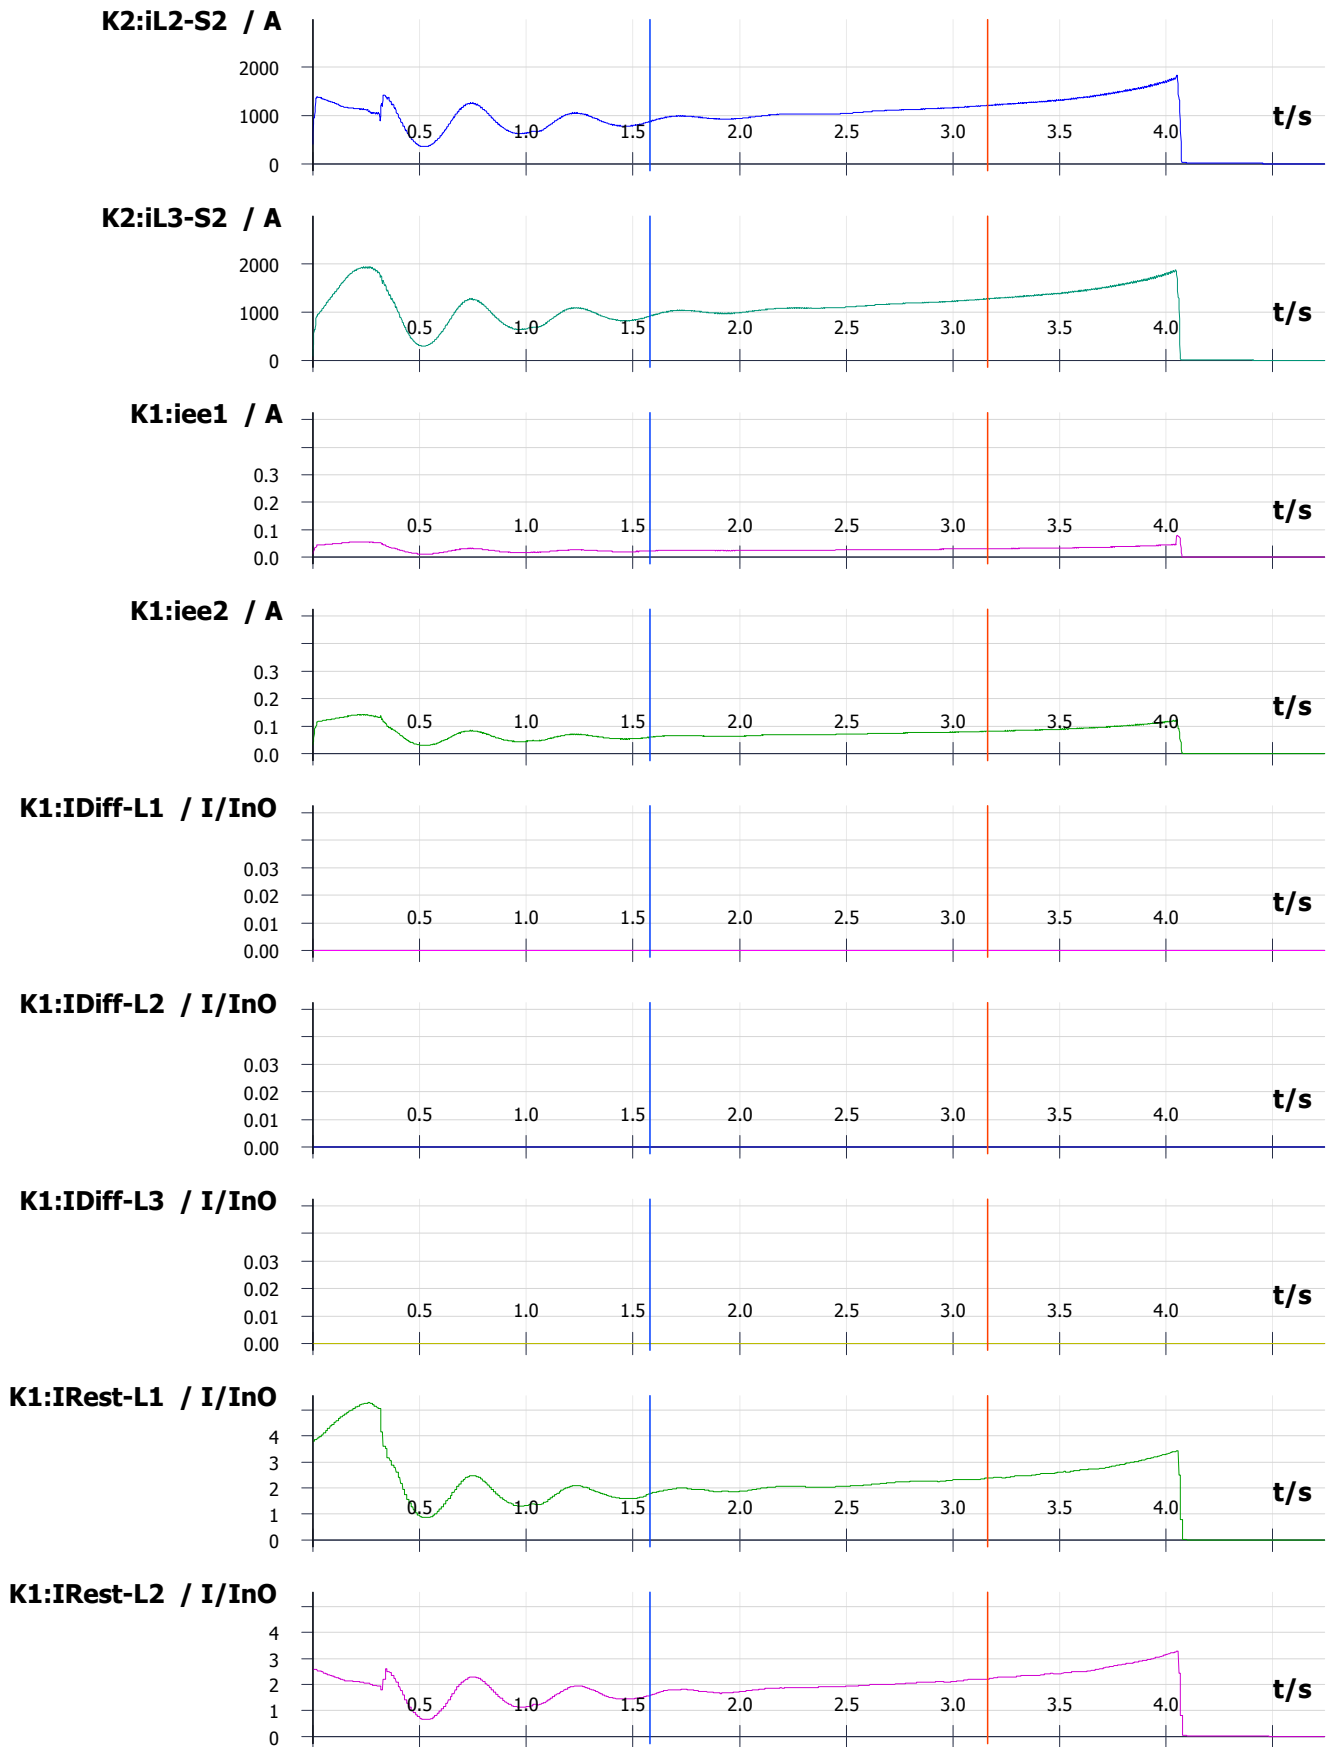 K2:iL2-S2 / A
2000
1000
0
0.5 1.0 1.5 2.0 2.5 3.0 3.5 4.0
t/s
K2:iL3-S2 / A
2000
1000
0
0.5 1.0 1.5 2.0 2.5 3.0 3.5 4.0
t/s
K1:iee1 / A
0.3
0.2
0.1
0.0
0.5 1.0 1.5 2.0 2.5 3.0 3.5 4.0
t/s
K1:iee2 / A
0.3
0.2
0.1
0.0
0.5 1.0 1.5 2.0 2.5 3.0 3.5 4.0
t/s
K1:IDiff-L1 / I/InO
0.03
0.02
0.01
0.00
0.5 1.0 1.5 2.0 2.5 3.0 3.5 4.0
t/s
K1:IDiff-L2 / I/InO
0.03
0.02
0.01
0.00
0.5 1.0 1.5 2.0 2.5 3.0 3.5 4.0
t/s
K1:IDiff-L3 / I/InO
0.03
0.02
0.01
0.00
0.5 1.0 1.5 2.0 2.5 3.0 3.5 4.0
t/s
K1:IRest-L1 / I/InO
4
3
2
1
0
0.5 1.0 1.5 2.0 2.5 3.0 3.5 4.0
t/s
K1:IRest-L2 / I/InO
4
3
2
1
0
0.5 1.0 1.5 2.0 2.5 3.0 3.5 4.0
t/s